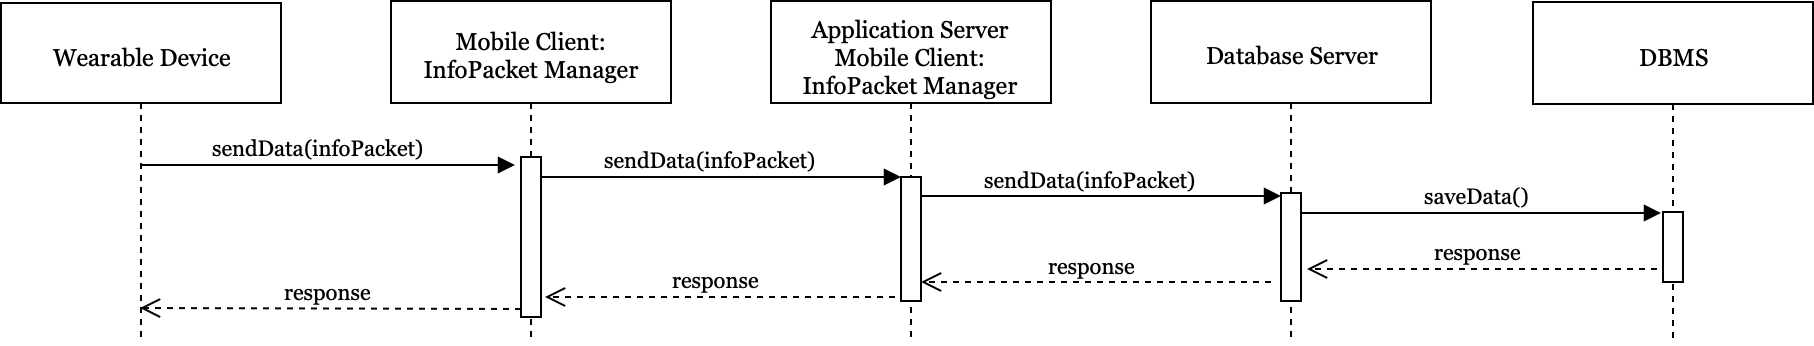 Wearable Device
Mobile Client:
InfoPacket Manager
Application Server
Mobile Client:
InfoPacket Manager
Database Server
DBMS
sendData(infoPacket)
sendData(infoPacket)
sendData(infoPacket)
saveData()
response
response
response
response